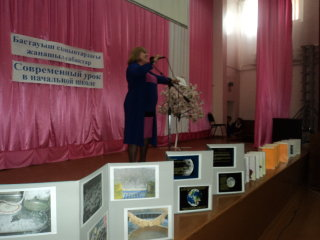 Бастауыш сыныптардағы
жаңашыл сабақтар
Современный урок
в начальной школе